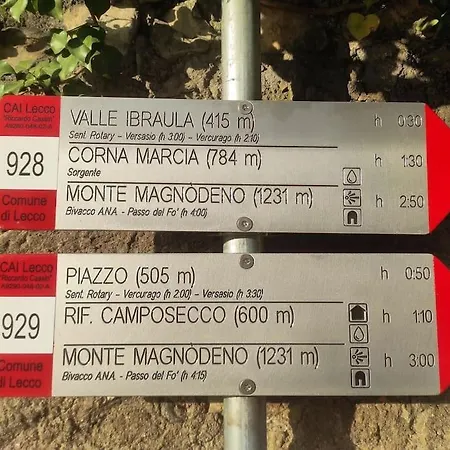 CAI Lecco
"Riccardo Cassin"
928
Comune
di Lecco
VALLE IBRAULA (415 m) h 0:30
Sent. Rotary – Versasio (h 3:00) – Vercurago (h 2:10)
CORNA MARCIA (784 m) h 1:30
Sorgente
MONTE MAGNÒDENO (1231 m) h 2:50
Bivacco A.N.A. - Passo del Fo' (h 4:00)
CAI Lecco
"Riccardo Cassin"
929
Comune
di Lecco
PIAZZO (505 m) h 0:50
Sent. Rotary – Vercurago (h 2:00) – Versasio (h 3:30)
RIF. CAMPOSECCO (600 m) h 1:10
MONTE MAGNÒDENO (1231 m) h 3:00
Bivacco A.N.A. - Passo del Fo' (h 4:15)